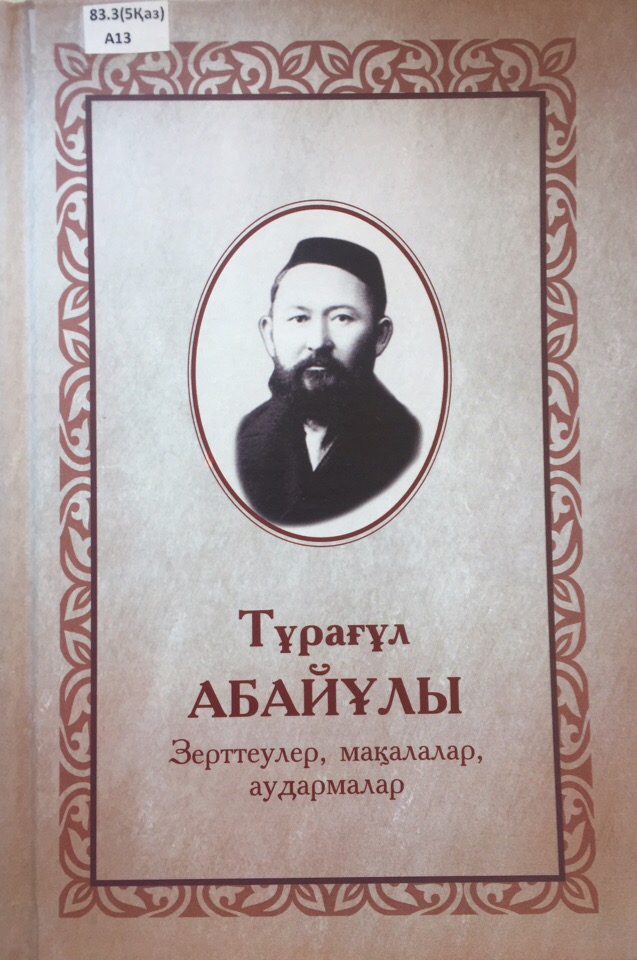 83.3(5Қаз)
А13
Тұрағұл
АБАЙҰЛЫ
Зерттеулер, мақалалар,
аудармалар